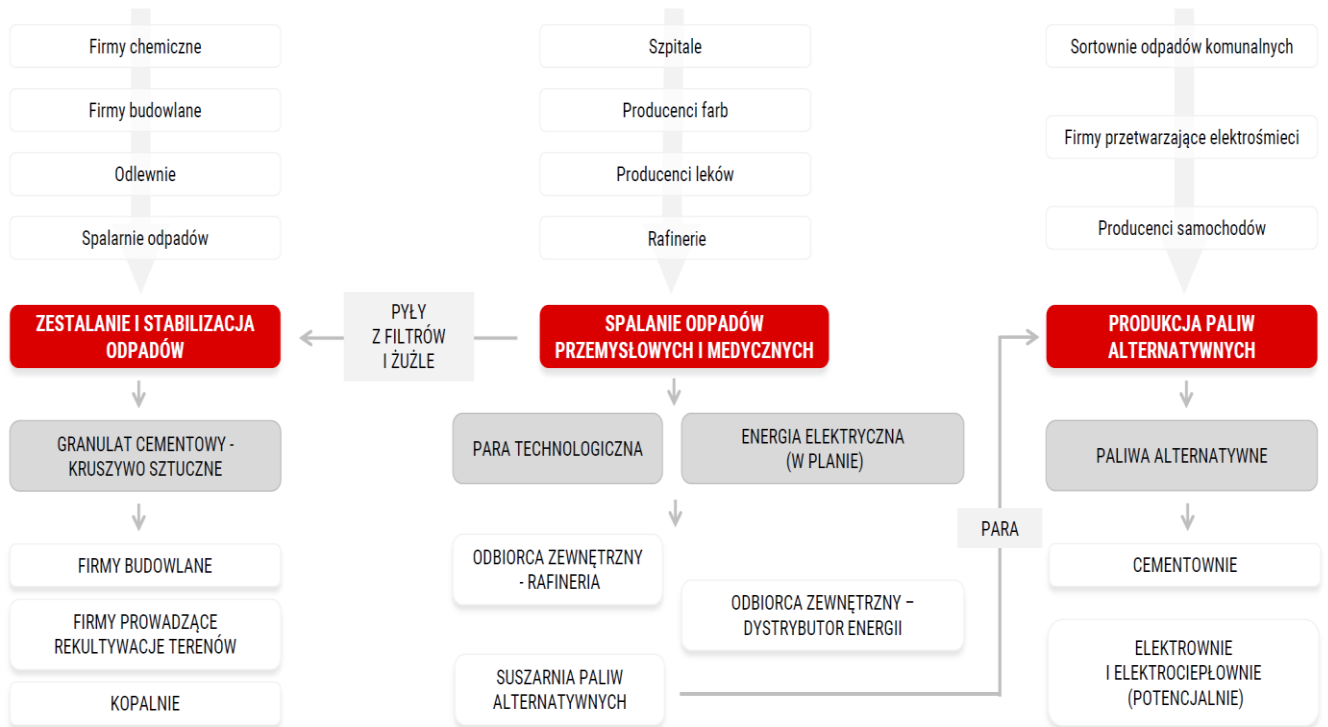 Firmy chemiczne
Firmy budowlane
Odlewnie
Spalarnie odpadów
ZESTALANIE I STABILIZACJA
ODPADÓW
GRANULAT CEMENTOWY -
KRUSZYWO SZTUCZNE
FIRMY BUDOWLANE
FIRMY PROWADZĄCE
REKULTYWACJE TERENÓW
KOPALNIE
PYŁY
Z FILTRÓW
I ŻUŻLE
Szpitale
Producenci farb
Producenci leków
Rafinerie
SPALANIE ODPADÓW
PRZEMYSŁOWYCH I MEDYCZNYCH
PARA TECHNOLOGICZNA
ENERGIA ELEKTRYCZNA
(W PLANIE)
ODBIORCA ZEWNĘTRZNY
- RAFINERIA
ODBIORCA ZEWNĘTRZNY –
DYSTRYBUTOR ENERGII
SUSZARNIA PALIW
ALTERNATYWNYCH
PARA
Sortownie odpadów komunalnych
Firmy przetwarzające elektrośmieci
Producenci samochodów
PRODUKCJA PALIW
ALTERNATYWNYCH
PALIWA ALTERNATYWNE
CEMENTOWNIE
ELEKTROWNIE
I ELEKTROCIEPŁOWNIE
(POTENCJALNIE)